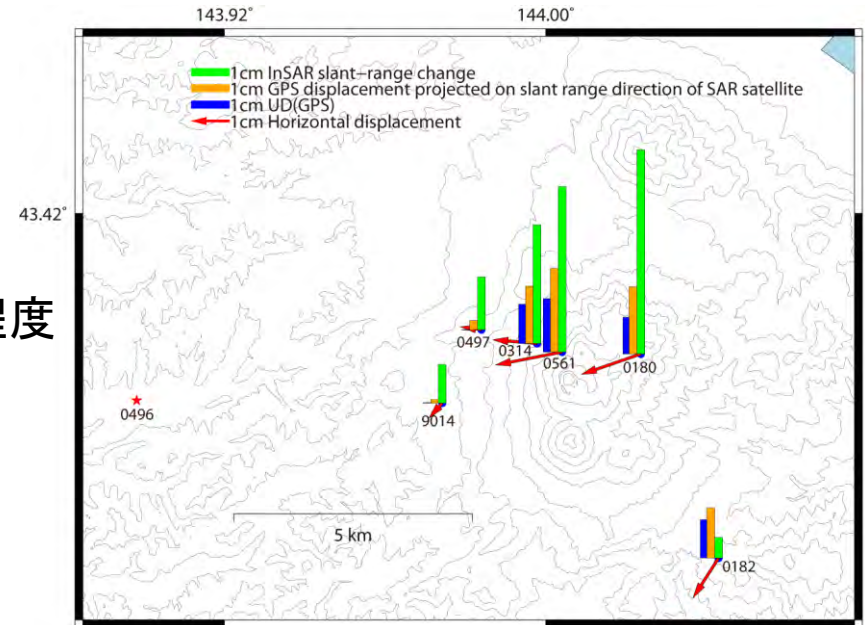 143.92°
144.00°
1cm InSAR slant−range change
1cm GPS displacement projected on slant range direction of SAR satellite
1cm UD(GPS)
1cm Horizontal displacement
43.42°
程度
0497
0314
0561
0180
0496
9014
5 km
0182